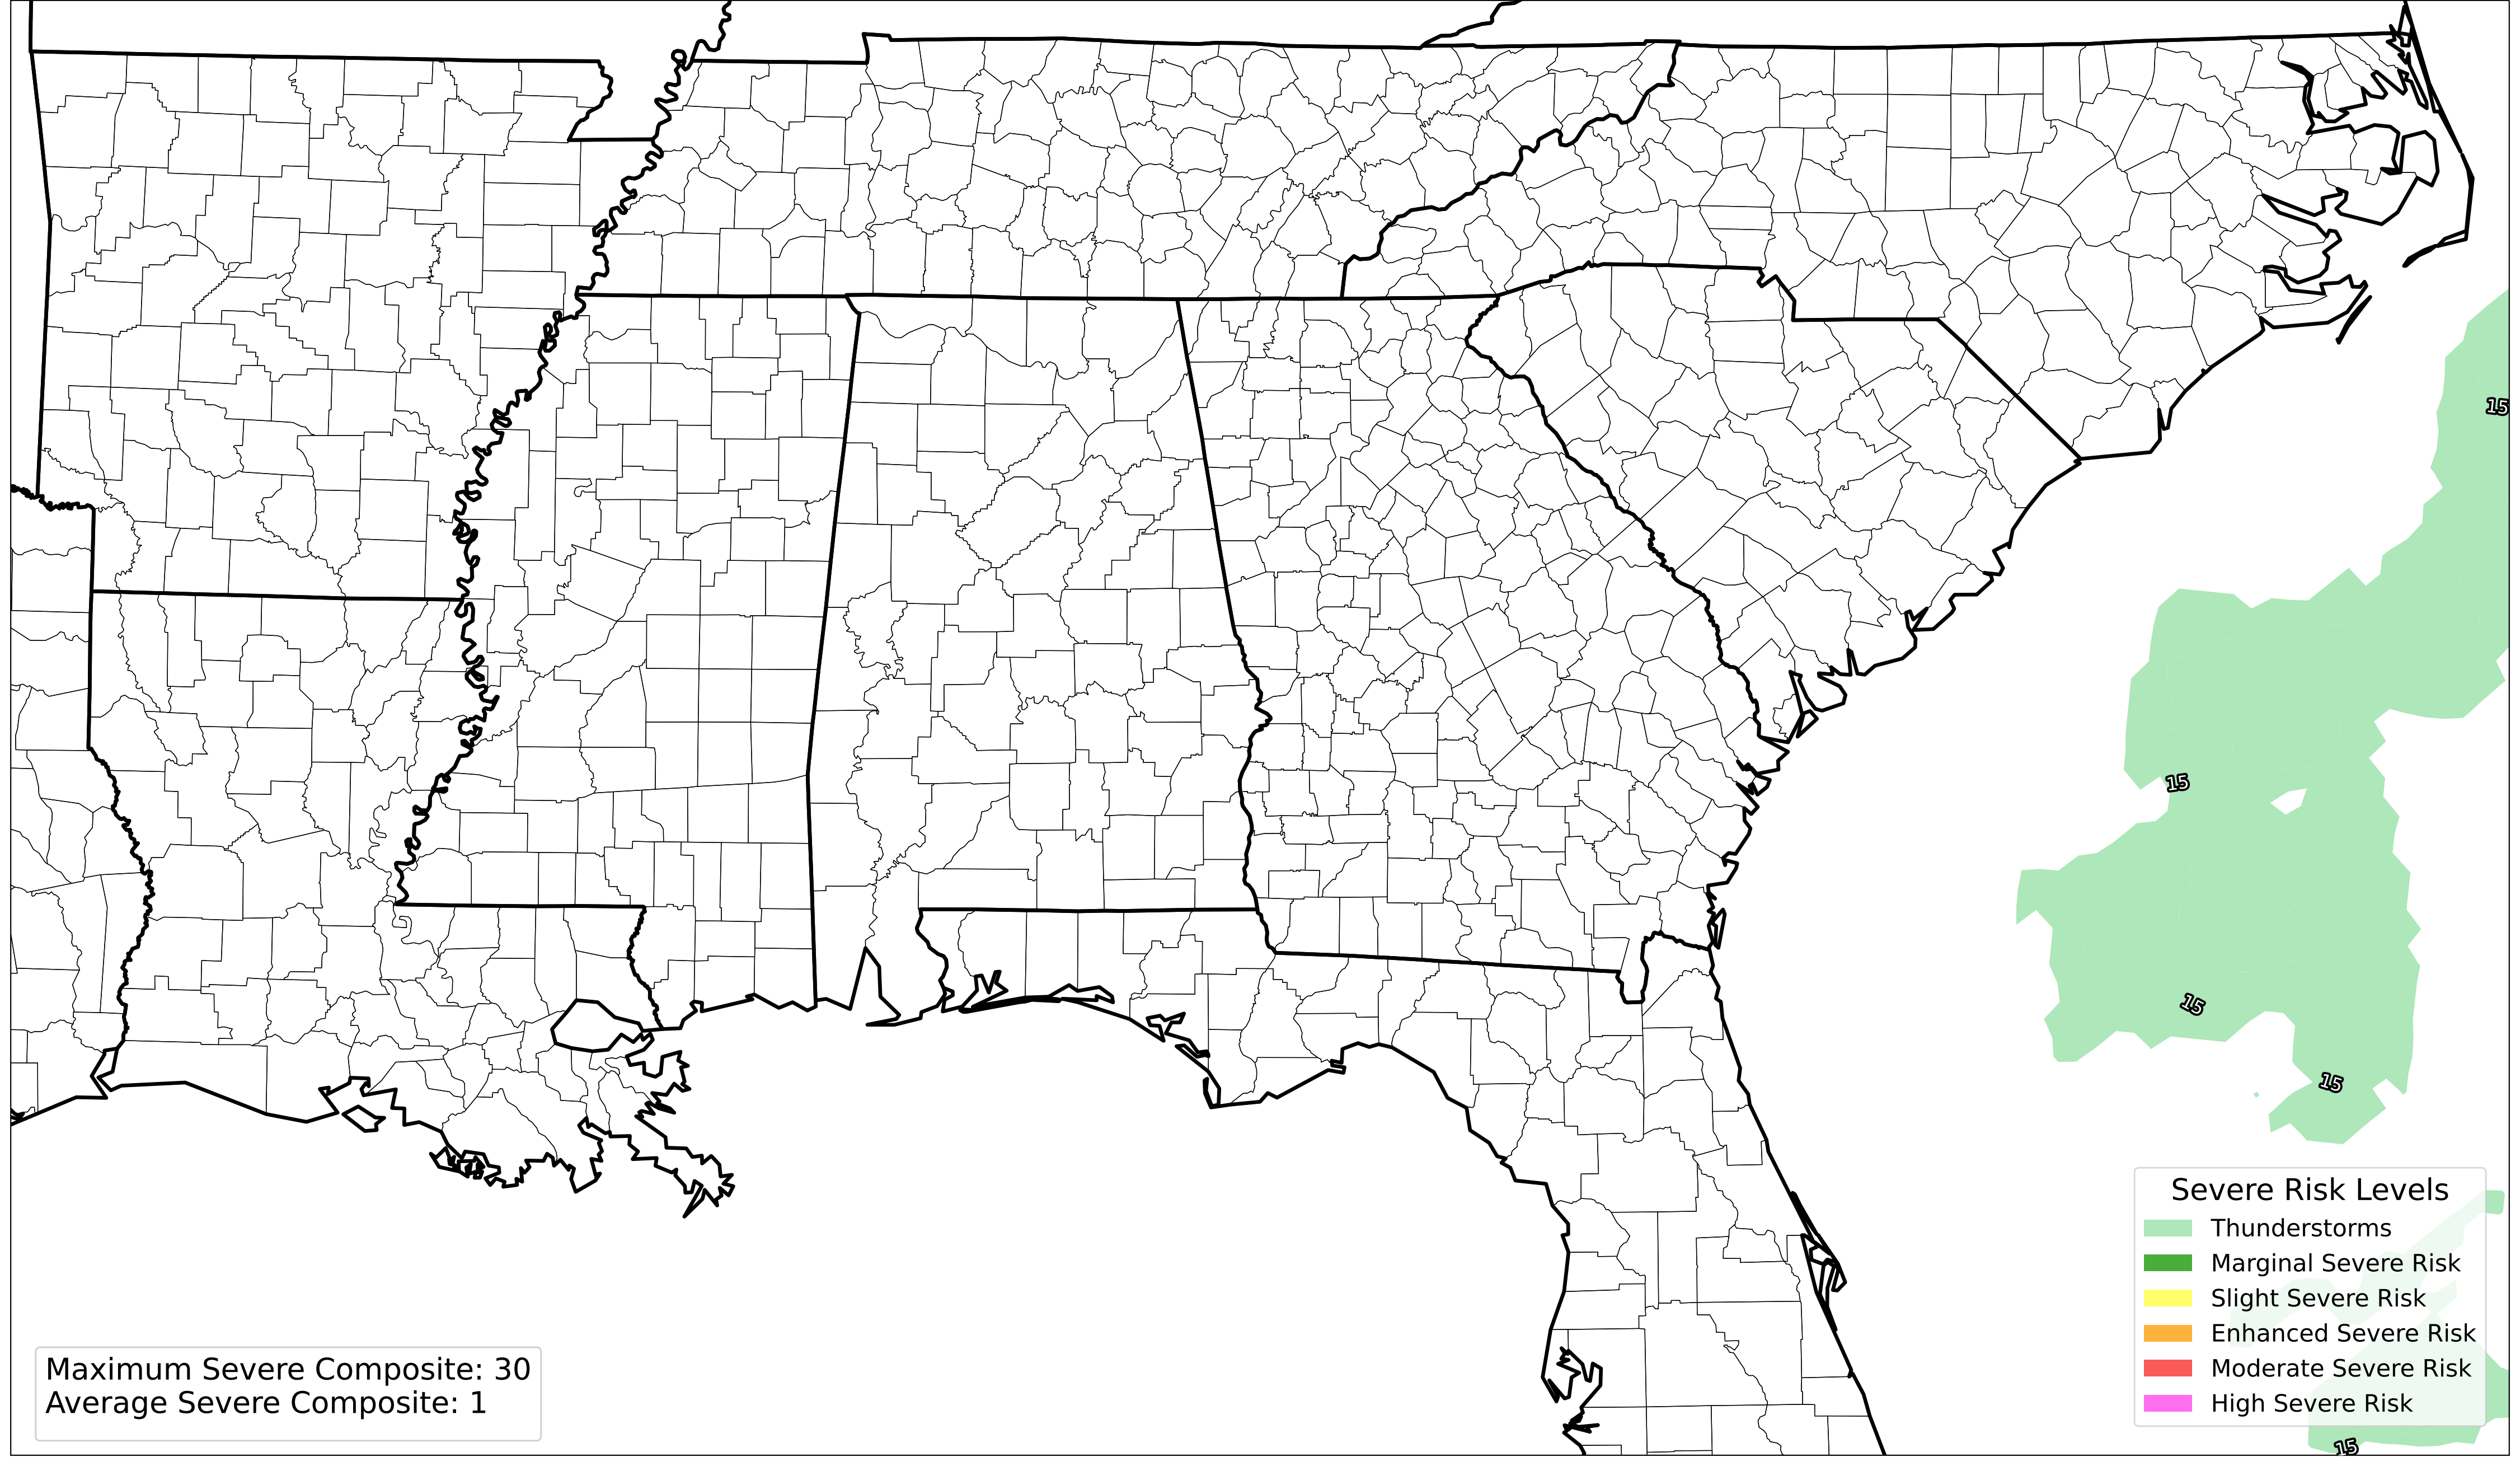 15
15
15
15
Severe Risk Levels
Thunderstorms
Marginal Severe Risk
Slight Severe Risk
Enhanced Severe Risk
Moderate Severe Risk
High Severe Risk
Maximum Severe Composite: 30
Average Severe Composite: 1
15